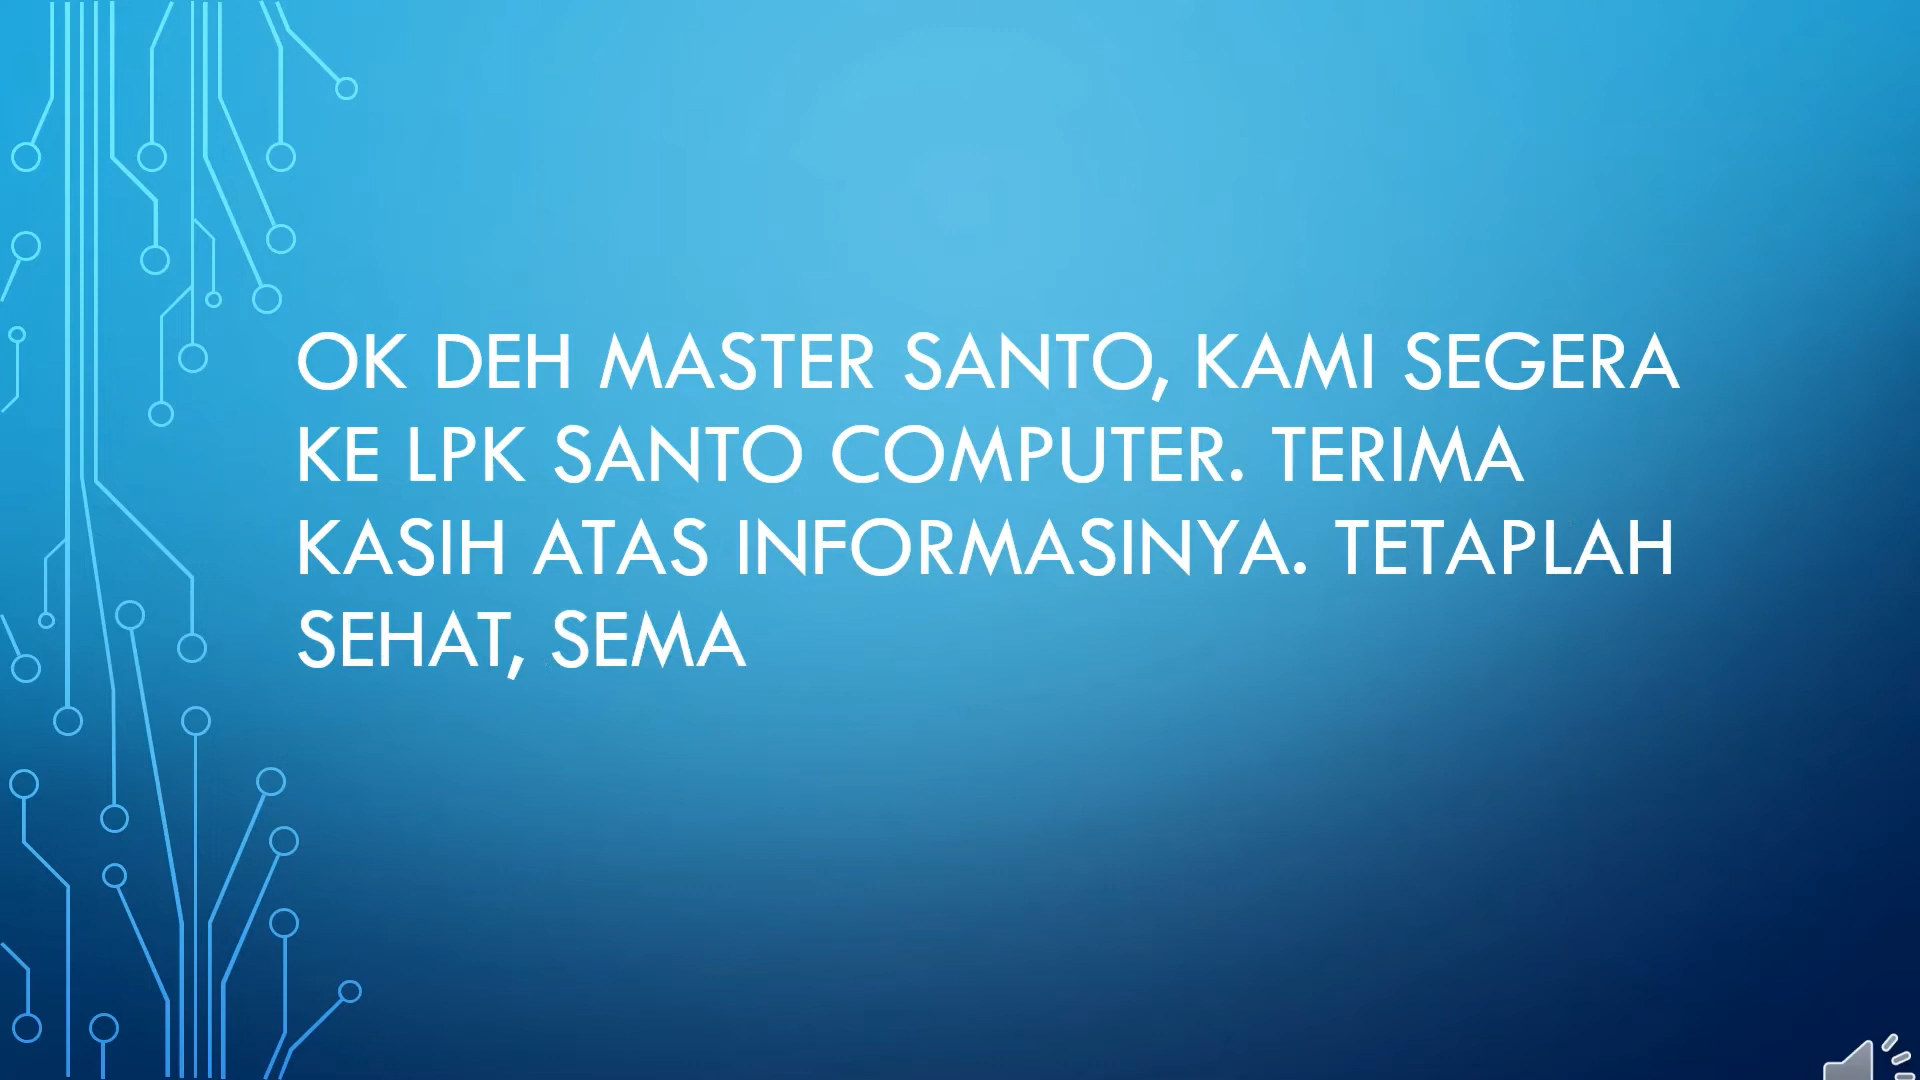 OK DEH MASTER SANTO, KAMI SEGERA
KE LPK SANTO COMPUTER. TERIMA
KASIH ATAS INFORMASINYA. TETAPLAH
SEHAT, SEMA